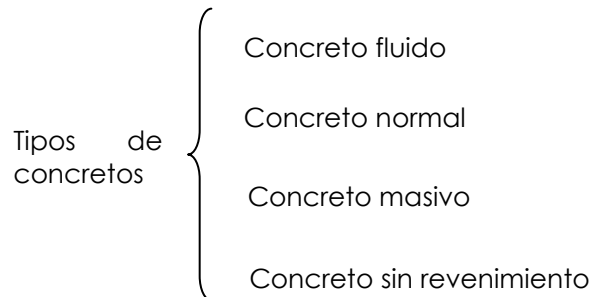 Tipos de
concretos
Concreto fluido
Concreto normal
Concreto masivo
Concreto sin revenimiento